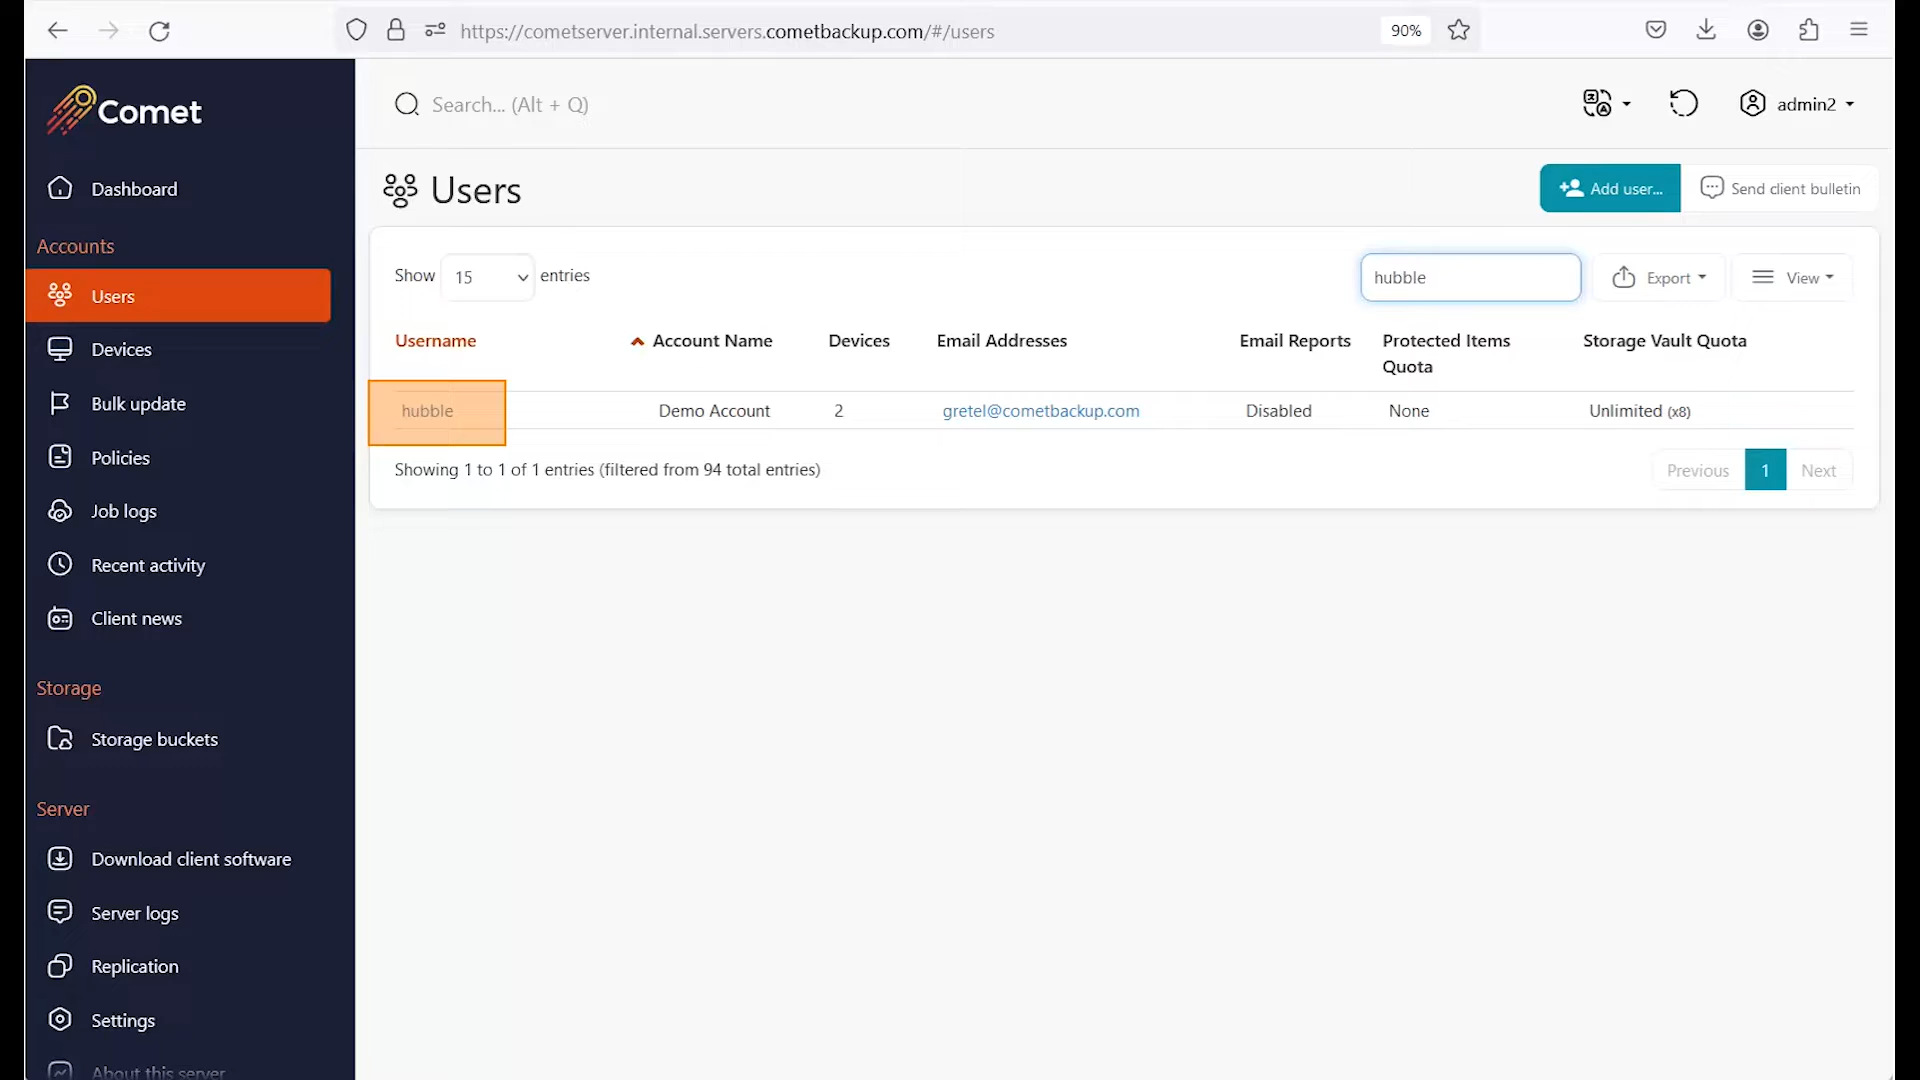 https://cometserver.internal.servers.cometbackup.com/#/users
90%
Comet
Search... (Alt + Q)
admin2
Dashboard
Accounts
Users
Devices
Bulk update
Policies
Job logs
Recent activity
Client news
Storage
Storage buckets
Server
Download client software
Server logs
Replication
Settings
About this server
Users
Add user...
Send client bulletin
Show 15 entries
hubble
Export
View
Username
Account Name
Devices
Email Addresses
Email Reports
Protected Items
Quota
Storage Vault Quota
hubble
Demo Account
2
gretel@cometbackup.com
Disabled
None
Unlimited (x8)
Showing 1 to 1 of 1 entries (filtered from 94 total entries)
Previous
1
Next